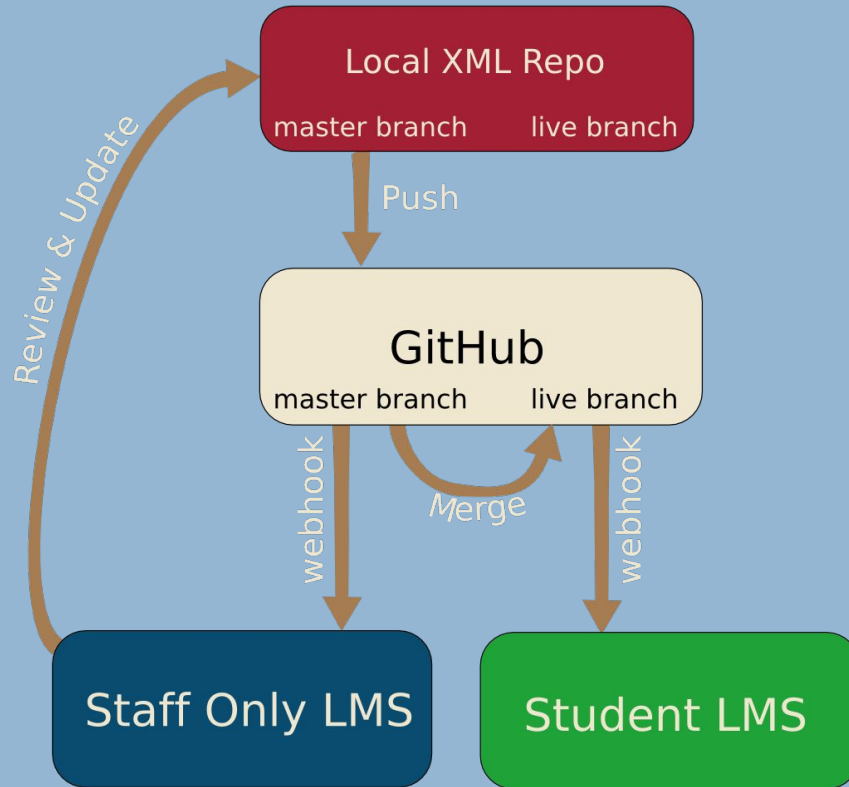 Local XML Repo
master branch live branch
Push
Review & Update
GitHub
master branch live branch
webhook
Merge
webhook
Staff Only LMS
Student LMS